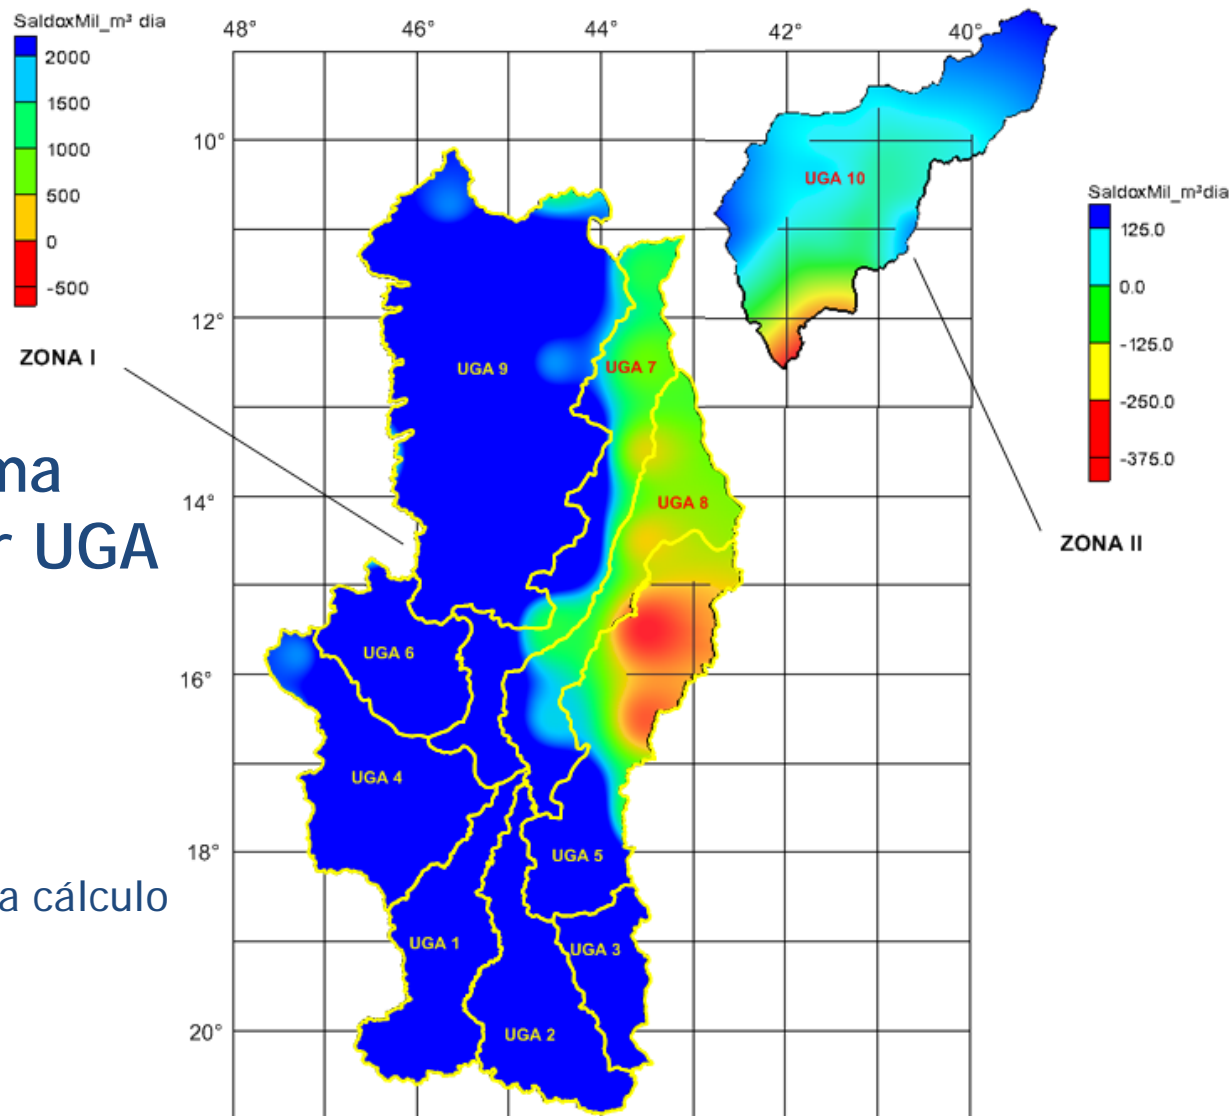 SaldoxMil_m³ dia
2000
1500
1000
500
0
-500
48°
46°
44°
42°
40°
10°
12°
14°
16°
18°
20°
ZONA I
ma
r UGA
a cálculo
UGA 10
UGA 9
UGA 7
UGA 8
UGA 6
UGA 4
UGA 5
UGA 1
UGA 3
UGA 2
SaldoxMil_m³dia
125.0
0.0
-125.0
-250.0
-375.0
ZONA II